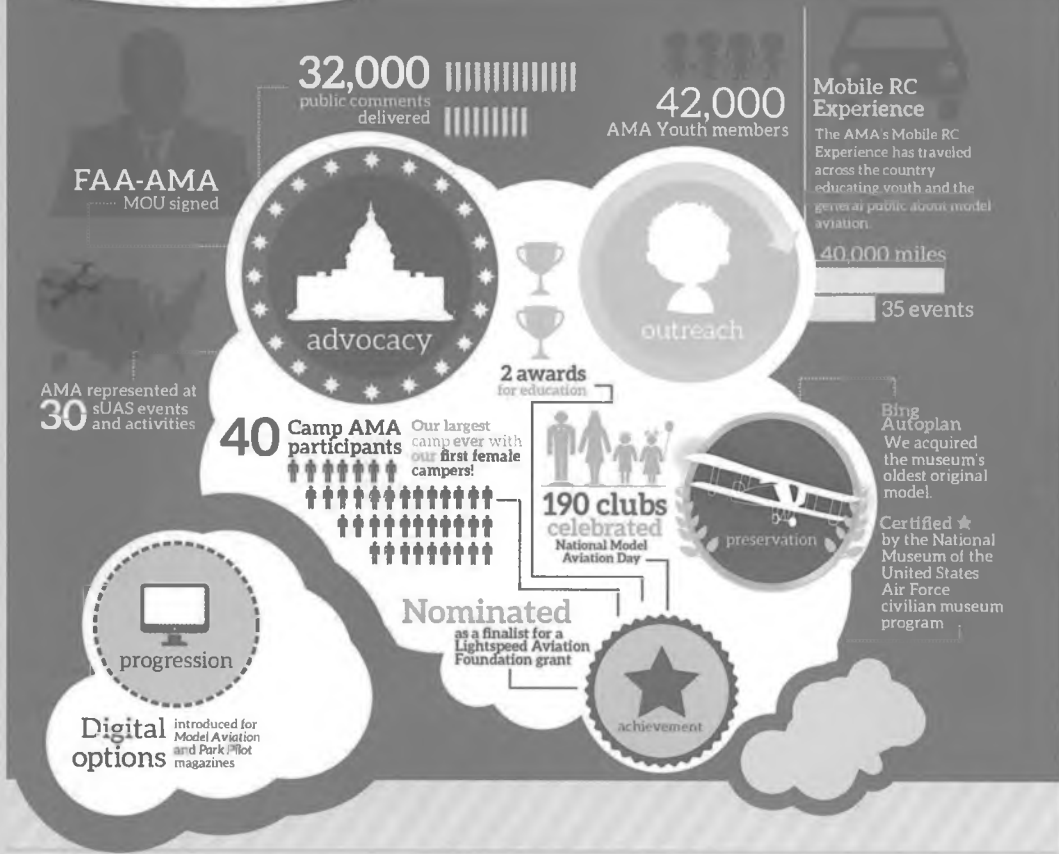 32,000
public comments
delivered
42,000
AMA Youth members
Mobile RC
Experience
The AMA's Mobile RC
Experience has traveled
across the country
educating youth and the
general public about model
aviation.
40,000 miles
35 events
FAA-AMA
MOU signed
advocacy
outreach
AMA represented at
30 sUAS events
and activities
2 awards
for education
40 Camp AMA
participants
Our largest
camp ever with
our first female
campers!
190 clubs
celebrated
National Model
Aviation Day
preservation
Bing
Autoplan
We acquired
the museum's
oldest original
model.
Certified
by the National
Museum of the
United States
Air Force
civilian museum
program
Nominated
as a finalist for a
Lightspeed Aviation
Foundation grant
achievement
progression
Digital
options
introduced for
Model Aviation
and Park Pilot
magazines